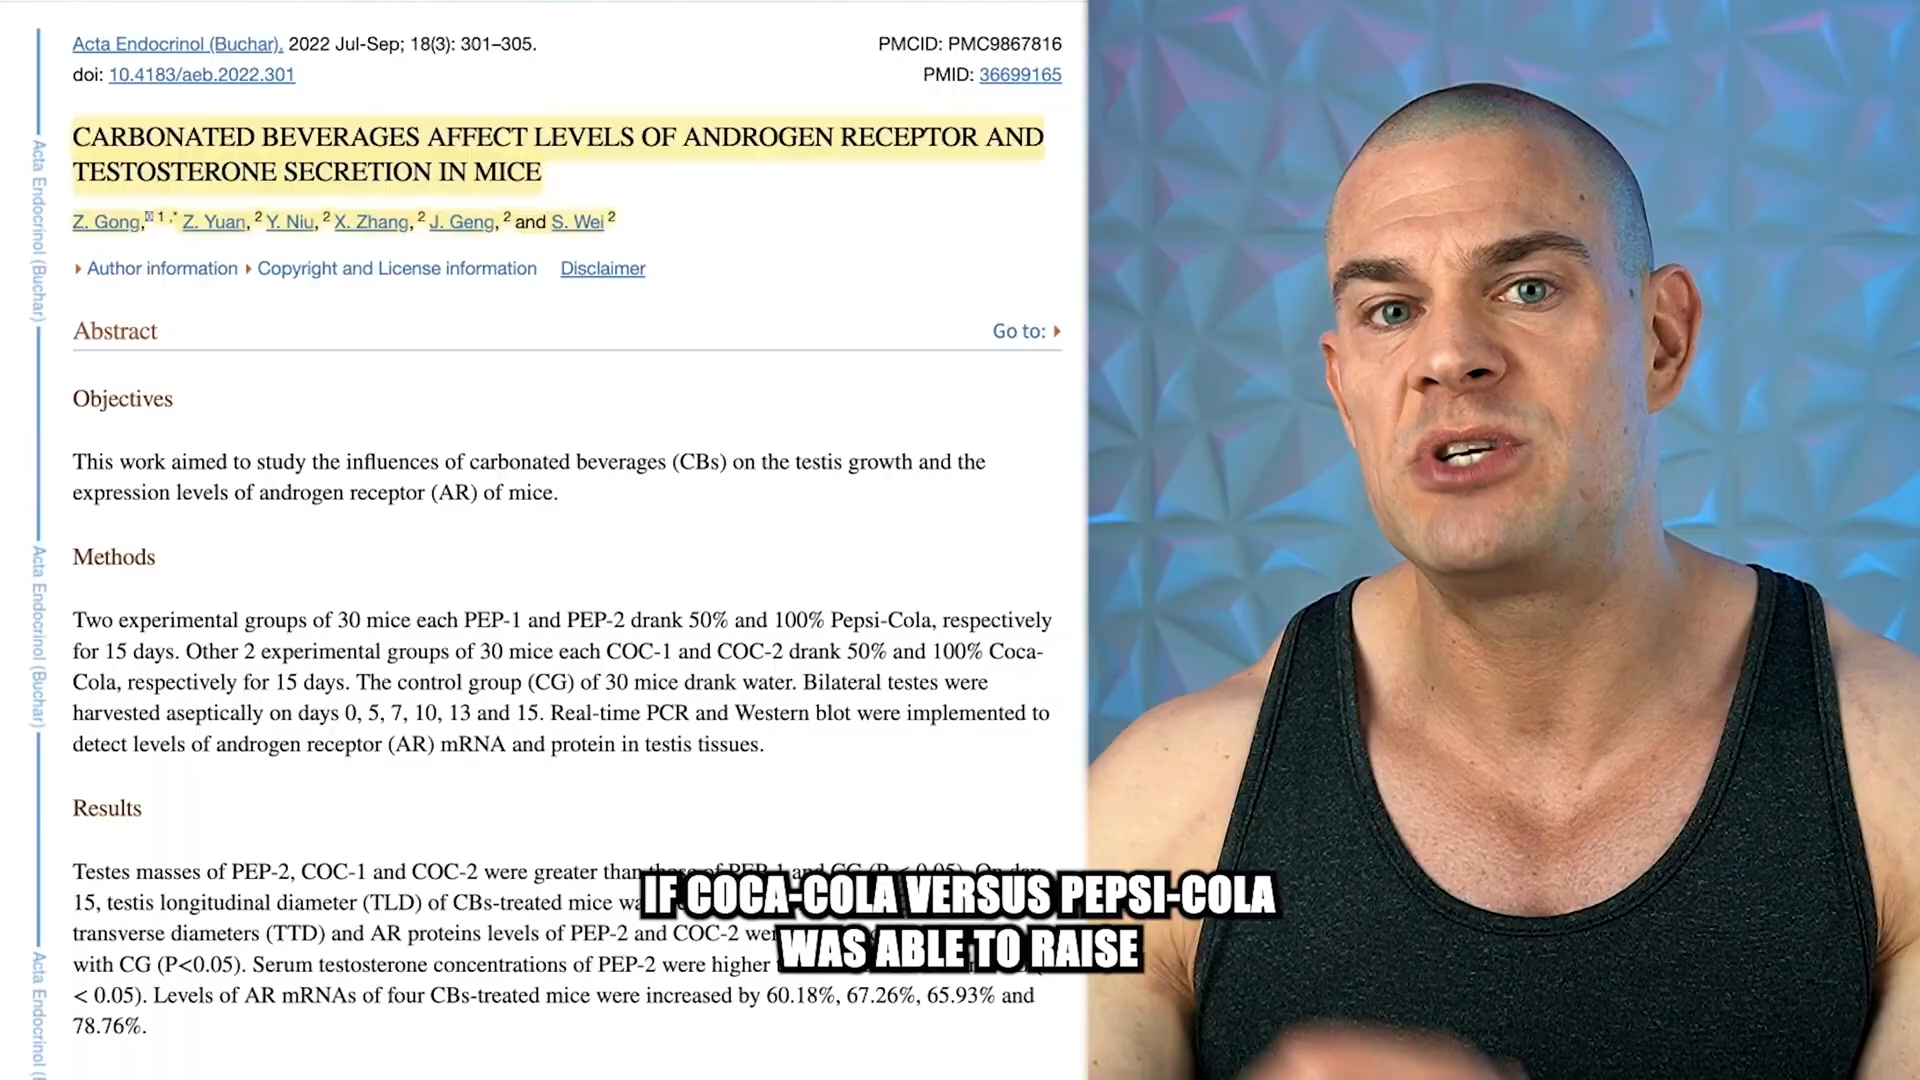 Acta Endocrinol (Buchar). 2022 Jul-Sep; 18(3): 301–305.
PMCID: PMC9867816
doi: 10.4183/aeb.2022.301
PMID: 36699165
CARBONATED BEVERAGES AFFECT LEVELS OF ANDROGEN RECEPTOR AND
TESTOSTERONE SECRETION IN MICE
Z. Gong, 1,* Z. Yuan, 2 Y. Niu, 2 X. Zhang, 2 J. Geng, 2 and S. Wei 2
Author information Copyright and License information Disclaimer
Abstract
Go to:
Objectives
This work aimed to study the influences of carbonated beverages (CBs) on the testis growth and the
expression levels of androgen receptor (AR) of mice.
Methods
Two experimental groups of 30 mice each PEP-1 and PEP-2 drank 50% and 100% Pepsi-Cola, respectively
for 15 days. Other 2 experimental groups of 30 mice each COC-1 and COC-2 drank 50% and 100% Coca-
Cola, respectively for 15 days. The control group (CG) of 30 mice drank water. Bilateral testes were
harvested aseptically on days 0, 5, 7, 10, 13 and 15. Real-time PCR and Western blot were implemented to
detect levels of androgen receptor (AR) mRNA and protein in testis tissues.
Results
Testes masses of PEP-2, COC-1 and COC-2 were greater than those of PEP-1 and CG (P < 0.05). On day
15, testis longitudinal diameter (TLD) of CBs-treated mice
transverse diameters (TTD) and AR proteins levels of PEP-2 and COC-2
with CG (P<0.05). Serum testosterone concentrations of PEP-2 were higher
< 0.05). Levels of AR mRNAs of four CBs-treated mice were increased by 60.18%, 67.26%, 65.93% and
78.76%.
IF COCA-COLA VERSUS PEPSI-COLA
WAS ABLE TO RAISE
Acta Endocrinol (Buchar)
Acta Endocrinol (Buchar)
Acta Endocrinol